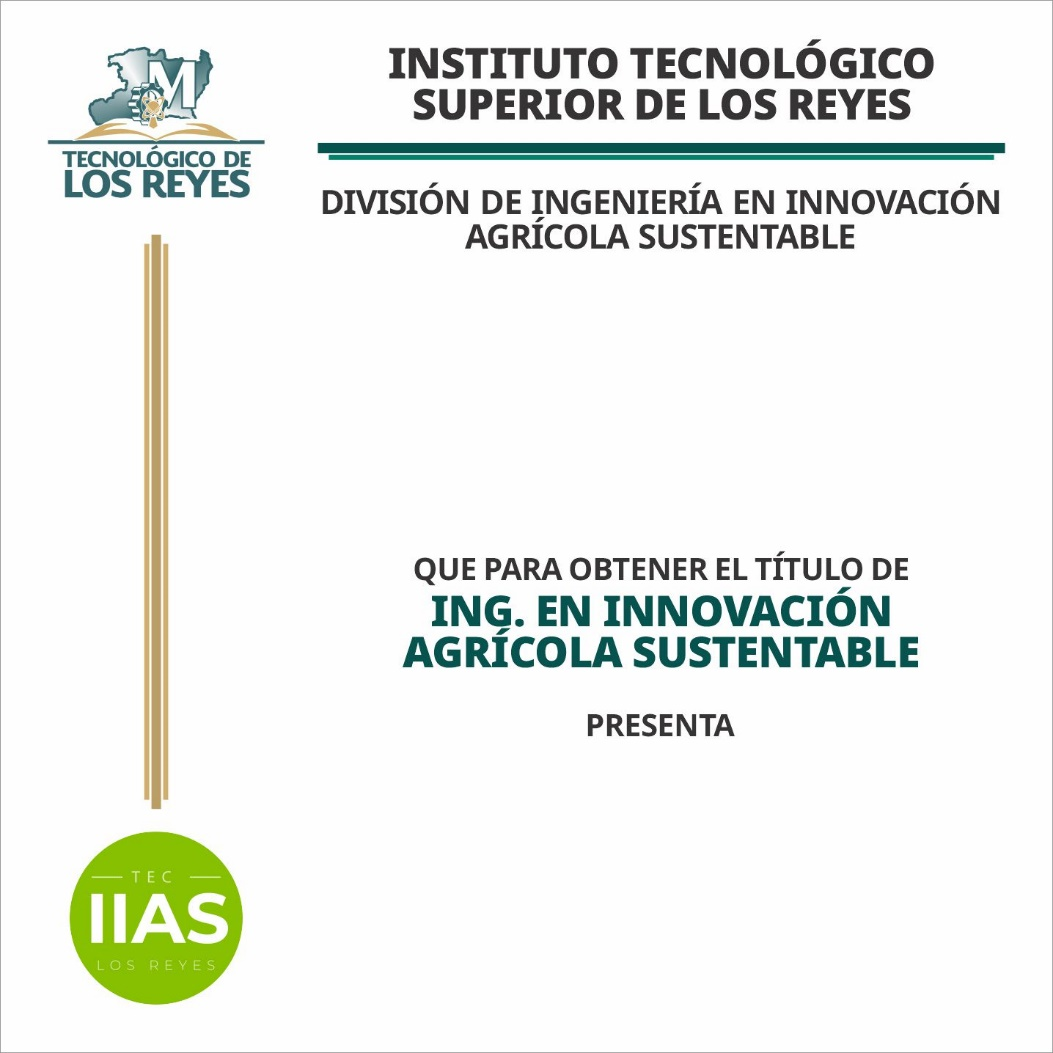 M
TECNOLÓGICO DE
LOS REYES
INSTITUTO TECNOLÓGICO
SUPERIOR DE LOS REYES
DIVISIÓN DE INGENIERÍA EN INNOVACIÓN
AGRÍCOLA SUSTENTABLE
QUE PARA OBTENER EL TÍTULO DE
ING. EN INNOVACIÓN
AGRÍCOLA SUSTENTABLE
PRESENTA
TEC
IIAS
LOS REYES